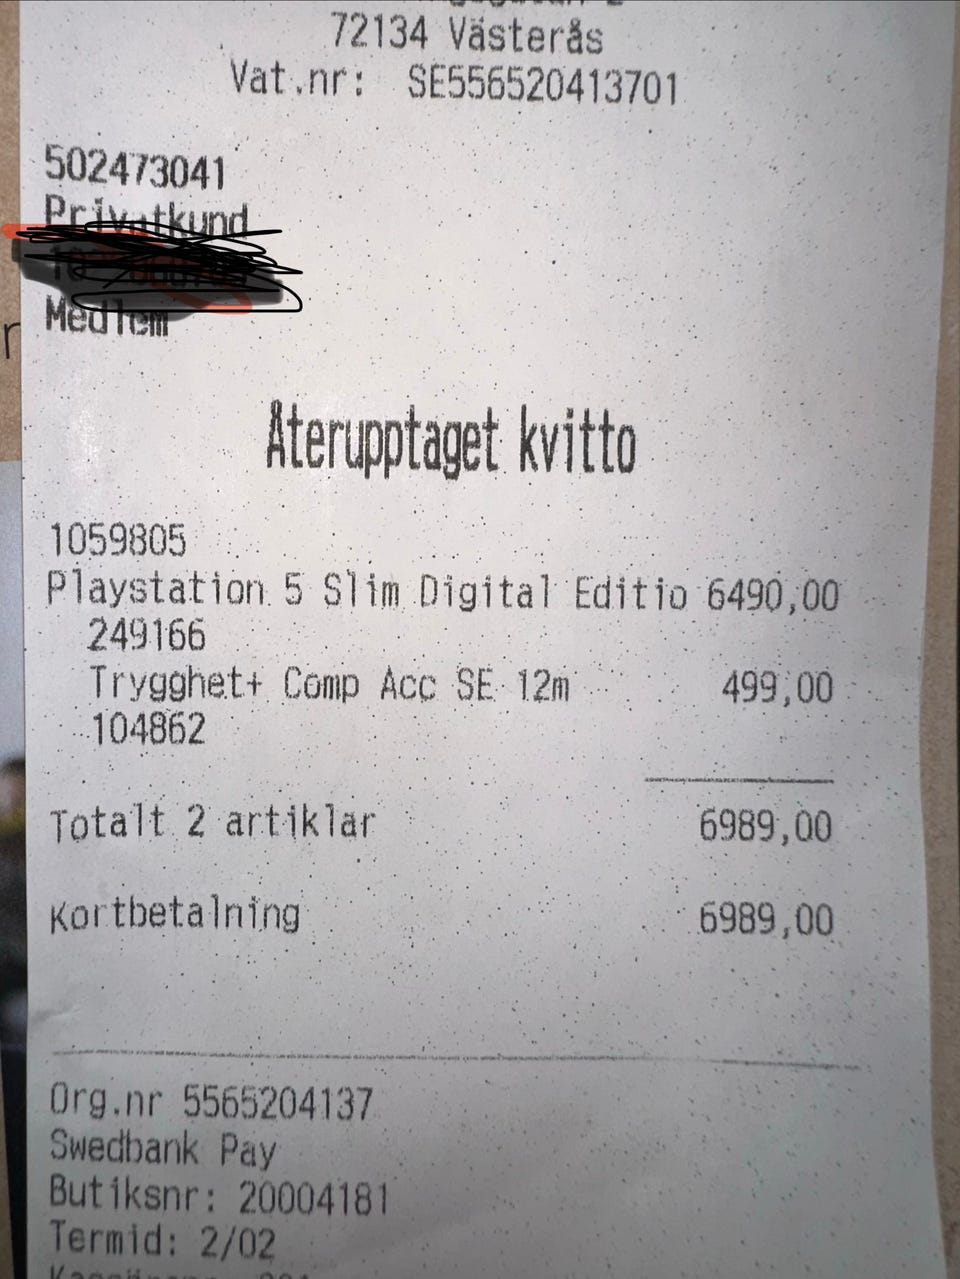 72134 Västerås
Vat.nr: SE556520413701
502473041
Privatkund
Medlem
Återupptaget kvitto
1059805
Playstation 5 Slim Digital Editio 6490,00
249166
Trygghet+ Comp Acc SE 12m 499,00
104862
Totalt 2 artiklar 6989,00
Kortbetalning 6989,00
Org.nr 5565204137
Swedbank Pay
Butiksnr: 20004181
Termid: 2/02